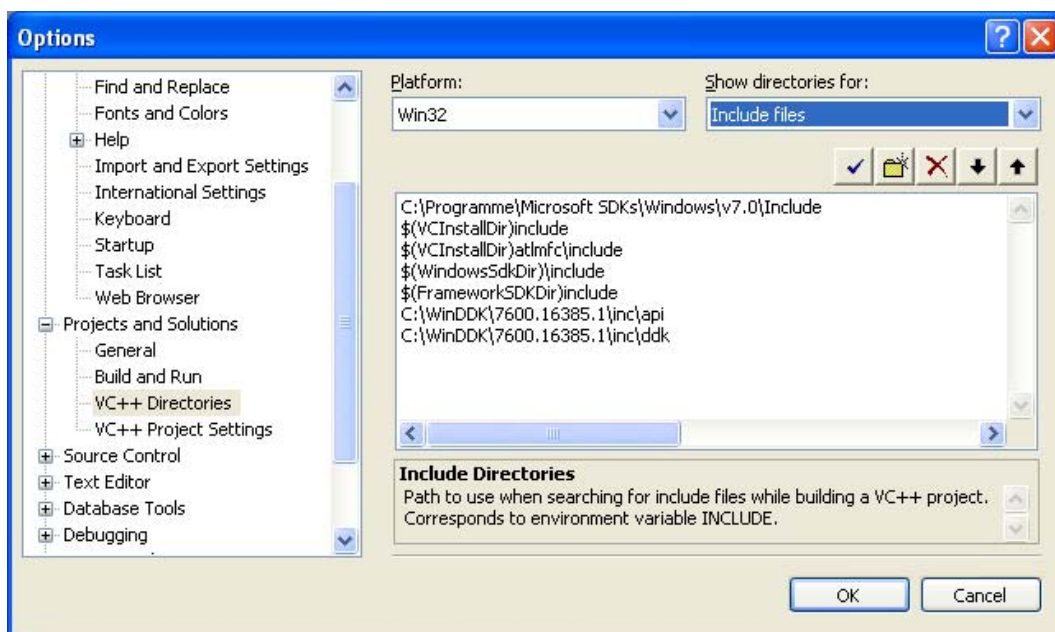 Options
Find and Replace
Fonts and Colors
Help
Import and Export Settings
International Settings
Keyboard
Startup
Task List
Web Browser
Projects and Solutions
General
Build and Run
VC++ Directories
VC++ Project Settings
Source Control
Text Editor
Database Tools
Debugging
Platform:
Win32
Show directories for:
Include files
C:\Programme\Microsoft SDKs\Windows\v7.0\Include
$(VCInstallDir)include
$(VCInstallDir)atlmfc\include
$(WindowsSdkDir)\include
$(FrameworkSDKDir)include
C:\WinDDK\7600.16385.1\inc\api
C:\WinDDK\7600.16385.1\inc\ddk
Include Directories
Path to use when searching for include files while building a VC++ project.
Corresponds to environment variable INCLUDE.
OK
Cancel